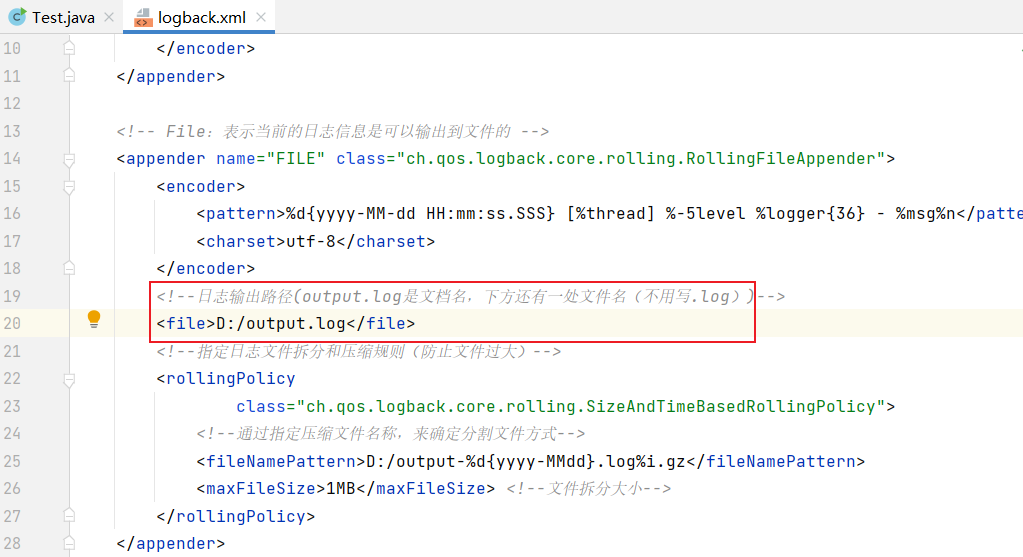 Test.java
logback.xml
10 </encoder>
11 </appender>
12
13 <!-- File：表示当前的日志信息是可以输出到文件的 -->
14 <appender name="FILE" class="ch.qos.logback.core.rolling.RollingFileAppender">
15 <encoder>
16 <pattern>%d{yyyy-MM-dd HH:mm:ss.SSS} [%thread] %-5level %logger{36} - %msg%n</patte
17 <charset>utf-8</charset>
18 </encoder>
19 <!--日志输出路径(output.log是文档名，下方还有一处文件名（不用写.log）)-->
20 <file>D:/output.log</file>
21 <!--指定日志文件拆分和压缩规则（防止文件过大）-->
22 <rollingPolicy
23 class="ch.qos.logback.core.rolling.SizeAndTimeBasedRollingPolicy">
24 <!--通过指定压缩文件名称，来确定分割文件方式-->
25 <fileNamePattern>D:/output-%d{yyyy-MMdd}.log%i.gz</fileNamePattern>
26 <maxFileSize>1MB</maxFileSize> <!--文件拆分大小-->
27 </rollingPolicy>
28 </appender>